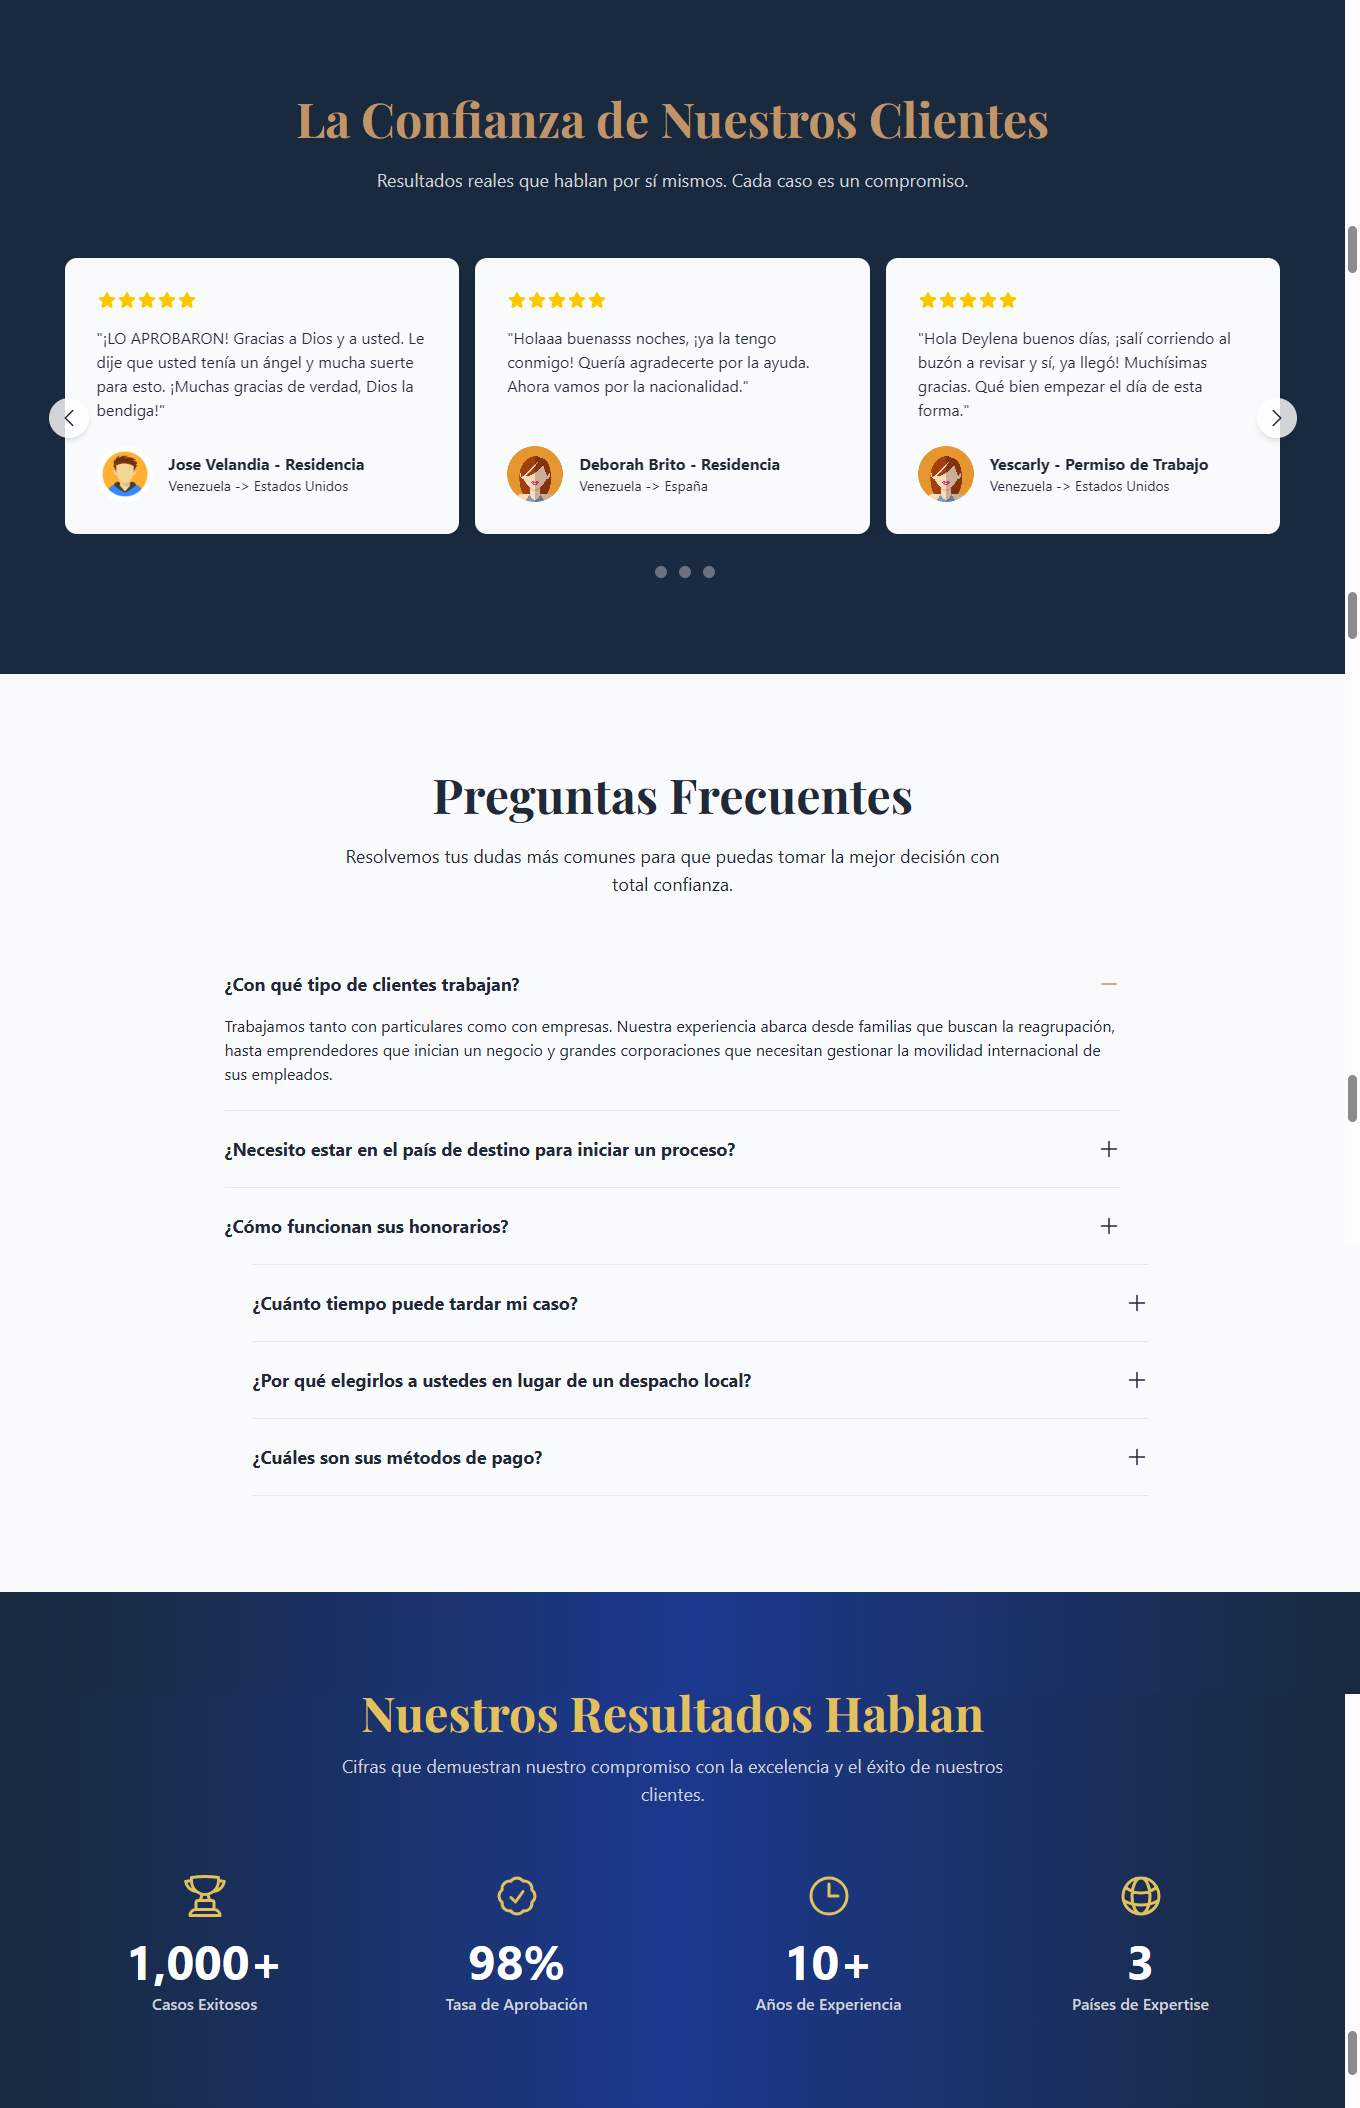 La Confianza de Nuestros Clientes
Resultados reales que hablan por sí mismos. Cada caso es un compromiso.
"¡LO APROBARON! Gracias a Dios y a usted. Le
dije que usted tenía un ángel y mucha suerte
para esto. ¡Muchas gracias de verdad, Dios la
bendiga!"
Jose Velandia - Residencia
Venezuela -> Estados Unidos
"Holaaa buenasss noches, ¡ya la tengo
conmigo! Quería agradecerte por la ayuda.
Ahora vamos por la nacionalidad."
Deborah Brito - Residencia
Venezuela -> España
"Hola Deylena buenos días, ¡salí corriendo al
buzón a revisar y sí, ya llegó! Muchísimas
gracias. Qué bien empezar el día de esta
forma."
Yescarly - Permiso de Trabajo
Venezuela -> Estados Unidos
Preguntas Frecuentes
Resolvemos tus dudas más comunes para que puedas tomar la mejor decisión con
total confianza.
¿Con qué tipo de clientes trabajan?
Trabajamos tanto con particulares como con empresas. Nuestra experiencia abarca desde familias que buscan la reagrupación,
hasta emprendedores que inician un negocio y grandes corporaciones que necesitan gestionar la movilidad internacional de
sus empleados.
¿Necesito estar en el país de destino para iniciar un proceso?
¿Cómo funcionan sus honorarios?
¿Cuánto tiempo puede tardar mi caso?
¿Por qué elegirlos a ustedes en lugar de un despacho local?
¿Cuáles son sus métodos de pago?
Nuestros Resultados Hablan
Cifras que demuestran nuestro compromiso con la excelencia y el éxito de nuestros
clientes.
1,000+
Casos Exitosos
98%
Tasa de Aprobación
10+
Años de Experiencia
3
Países de Expertise